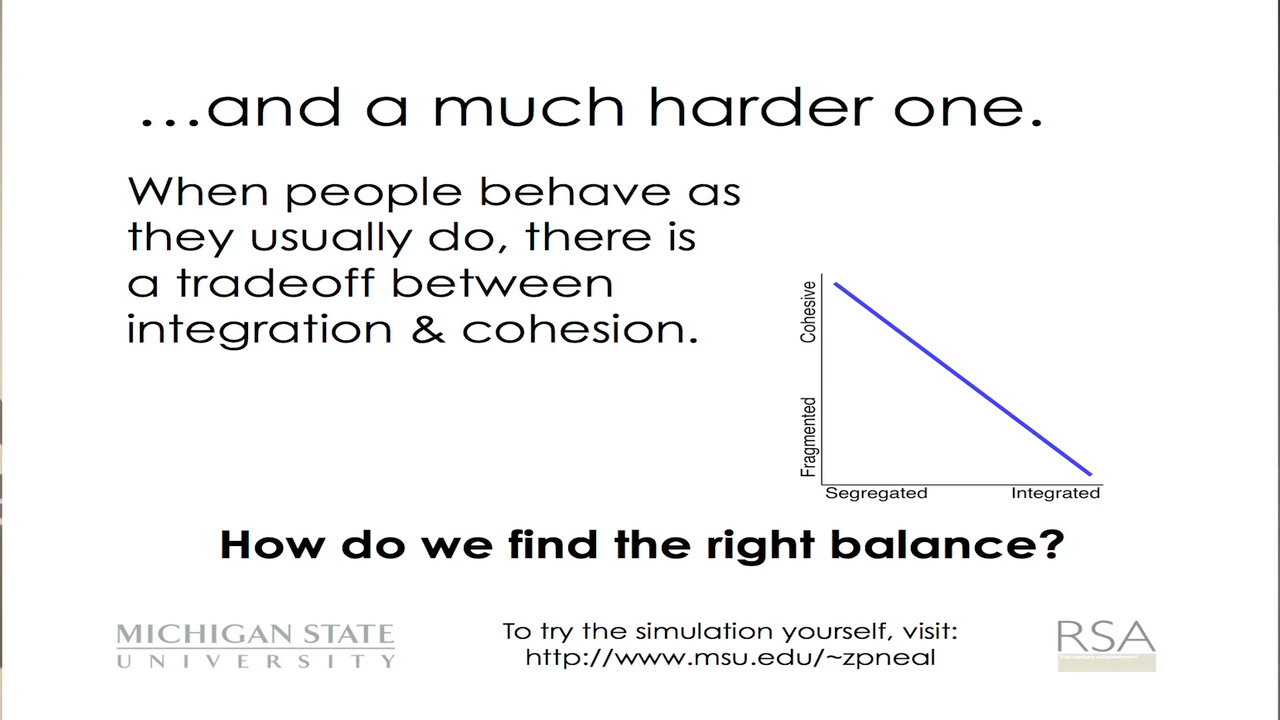 ...and a much harder one.
When people behave as
they usually do, there is
a tradeoff between
integration & cohesion.
Cohesive
Fragmented
Segregated
Integrated
How do we find the right balance?
MICHIGAN STATE
UNIVERSITY
To try the simulation yourself, visit:
http://www.msu.edu/~zpneal
RSA